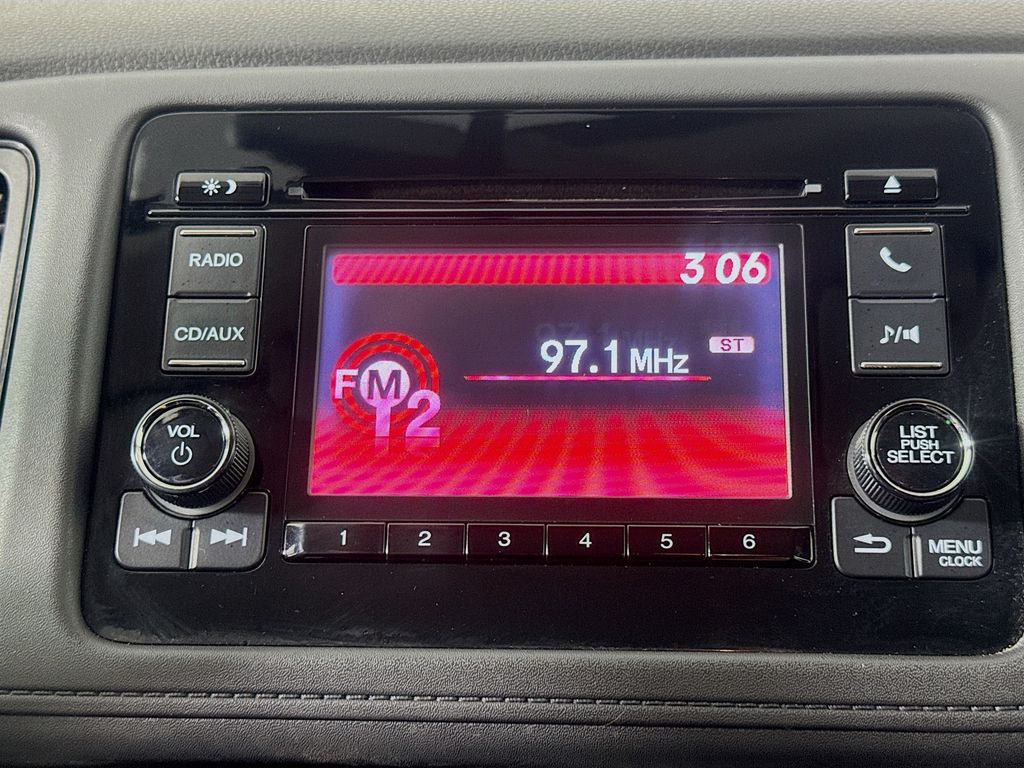 RADIO
CD/AUX
VOL
3 06
97.1 MHz
ST
FM
2
1 2 3 4 5 6
LIST
PUSH
SELECT
MENU
CLOCK